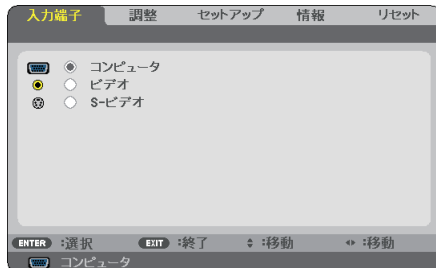 入力端子 調整 セットアップ 情報 リセット
コンピュータ
ビデオ
S-ビデオ
ENTER :選択 EXIT :終了 :移動 :移動
コンピュータ